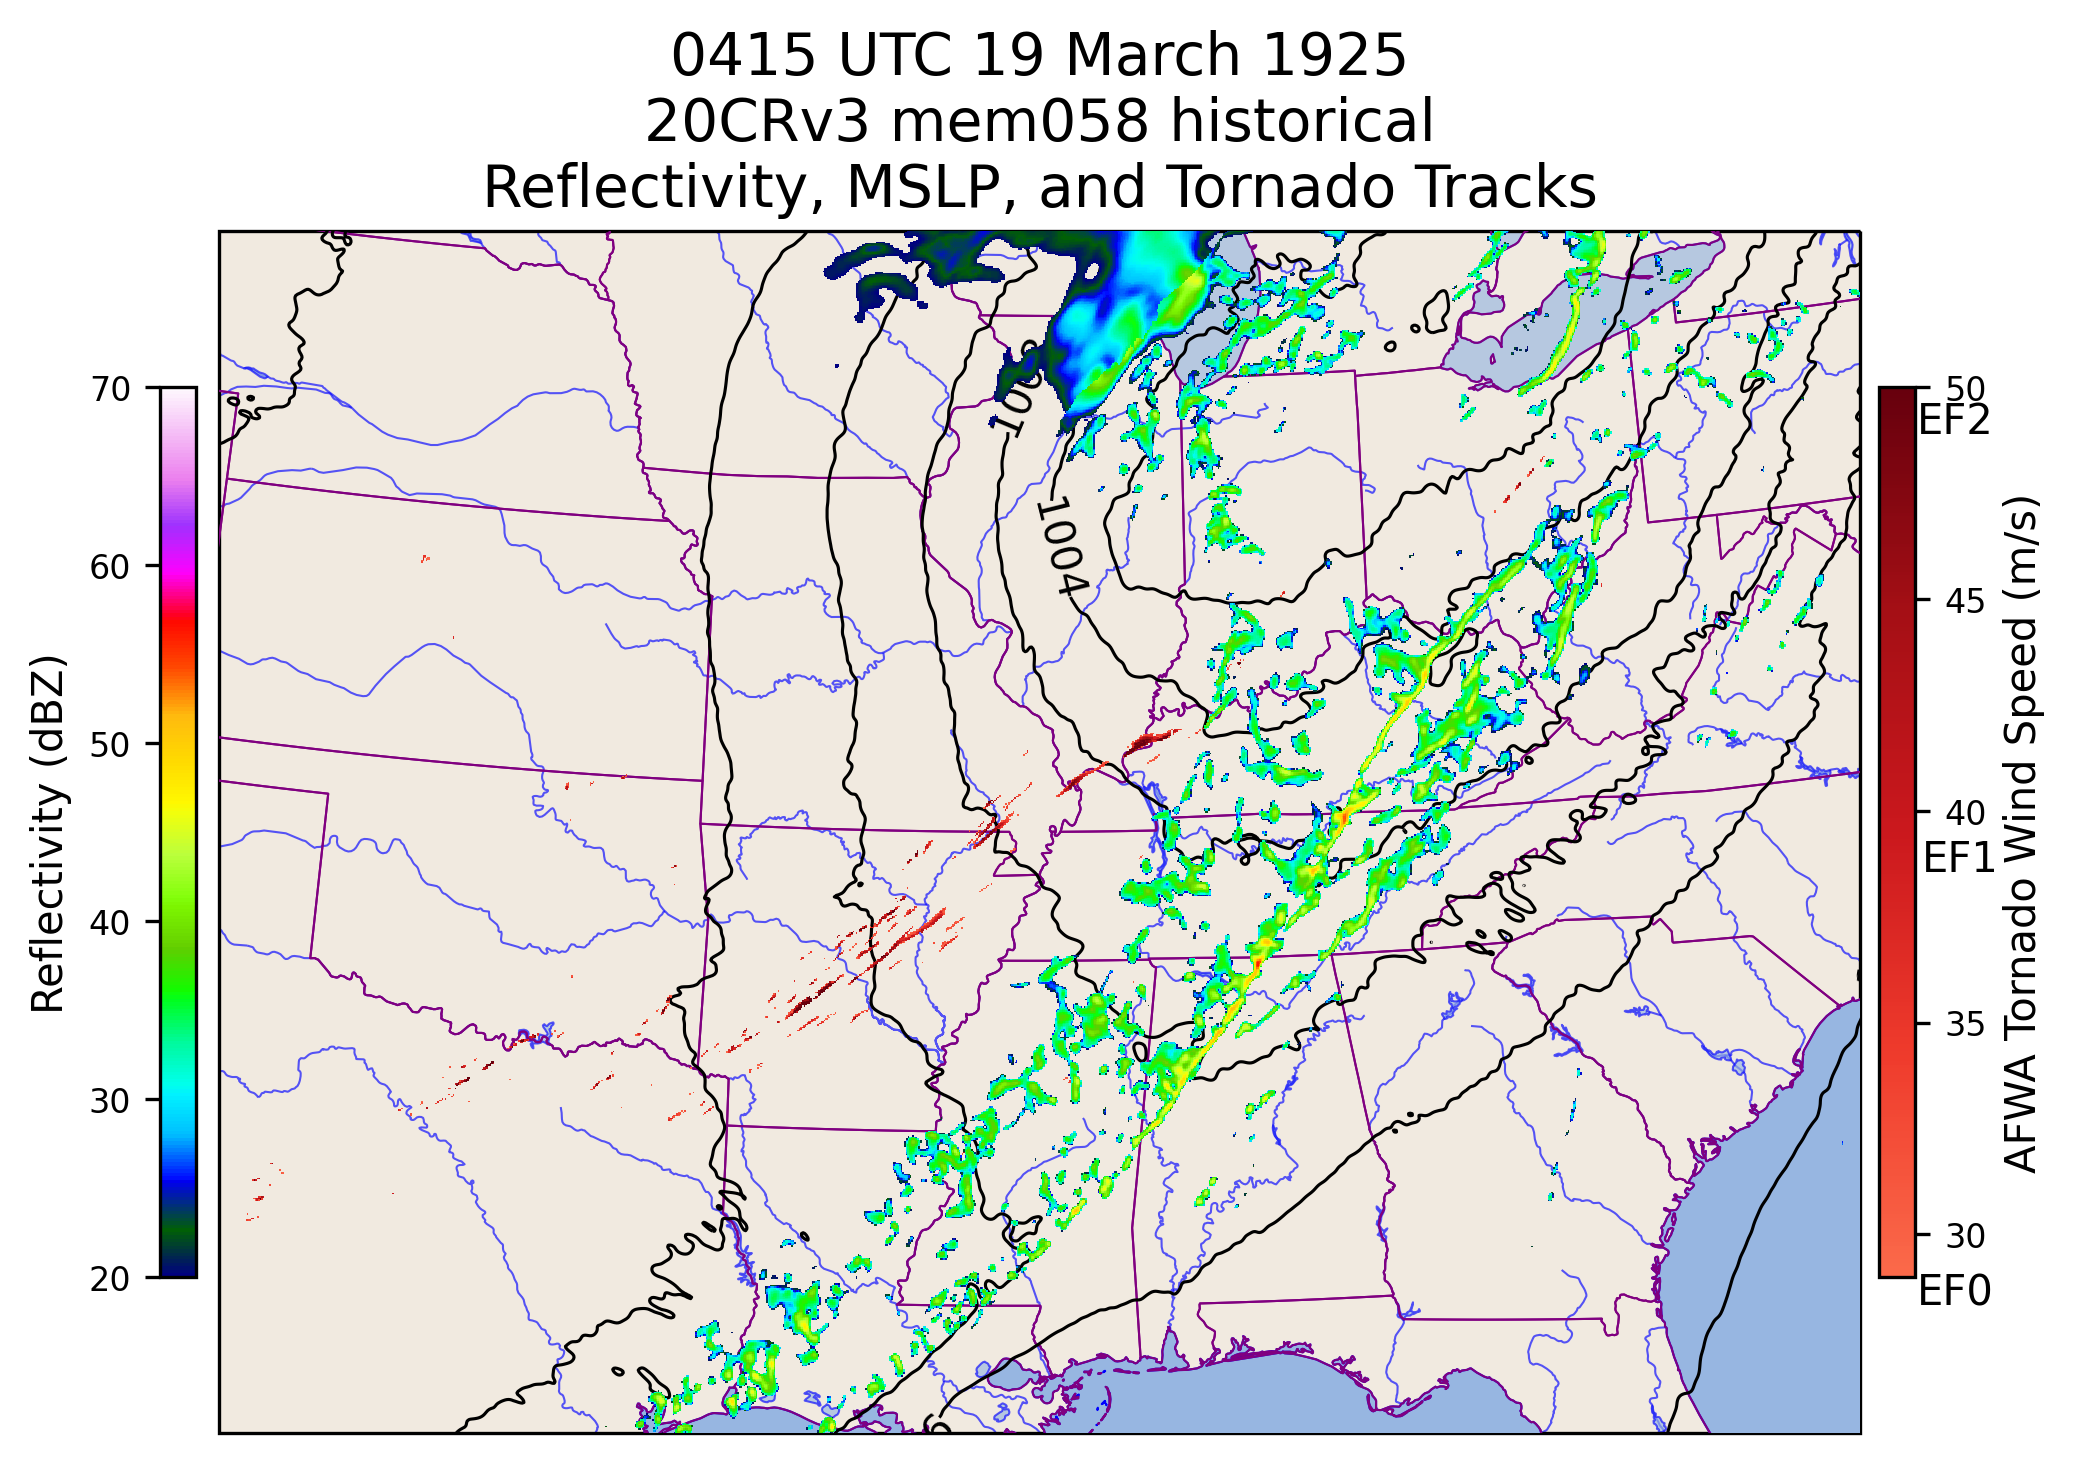 0415 UTC 19 March 1925
20CRv3 mem058 historical
Reflectivity, MSLP, and Tornado Tracks
Reflectivity (dBZ)
70
60
50
40
30
20
1004
50
EF2
45
40
EF1
35
30
EF0
AFWA Tornado Wind Speed (m/s)